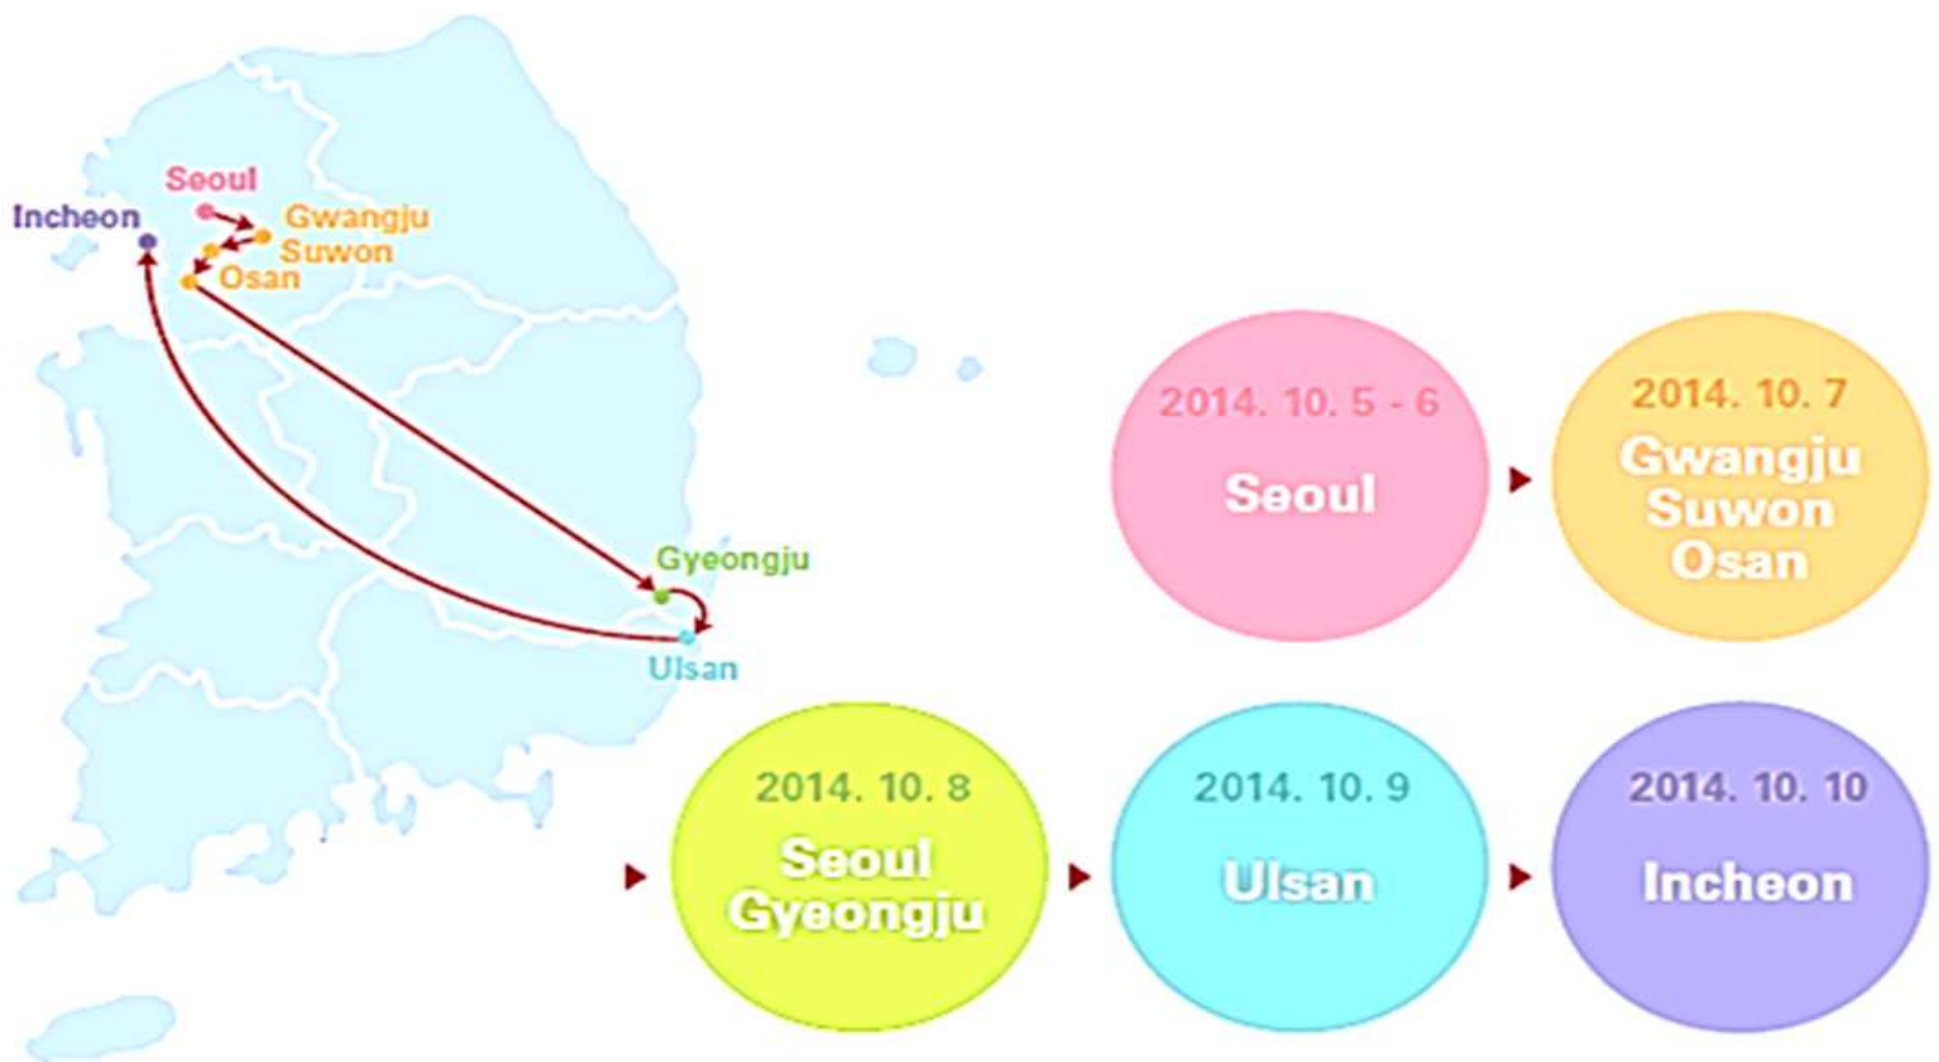 Seoul
Incheon
Gwangju
Suwon
Osan
Gyeongju
Ulsan
2014. 10. 5 - 6
Seoul
2014. 10. 7
Gwangju
Suwon
Osan
2014. 10. 8
Seoul
Gyeongju
2014. 10. 9
Ulsan
2014. 10. 10
Incheon